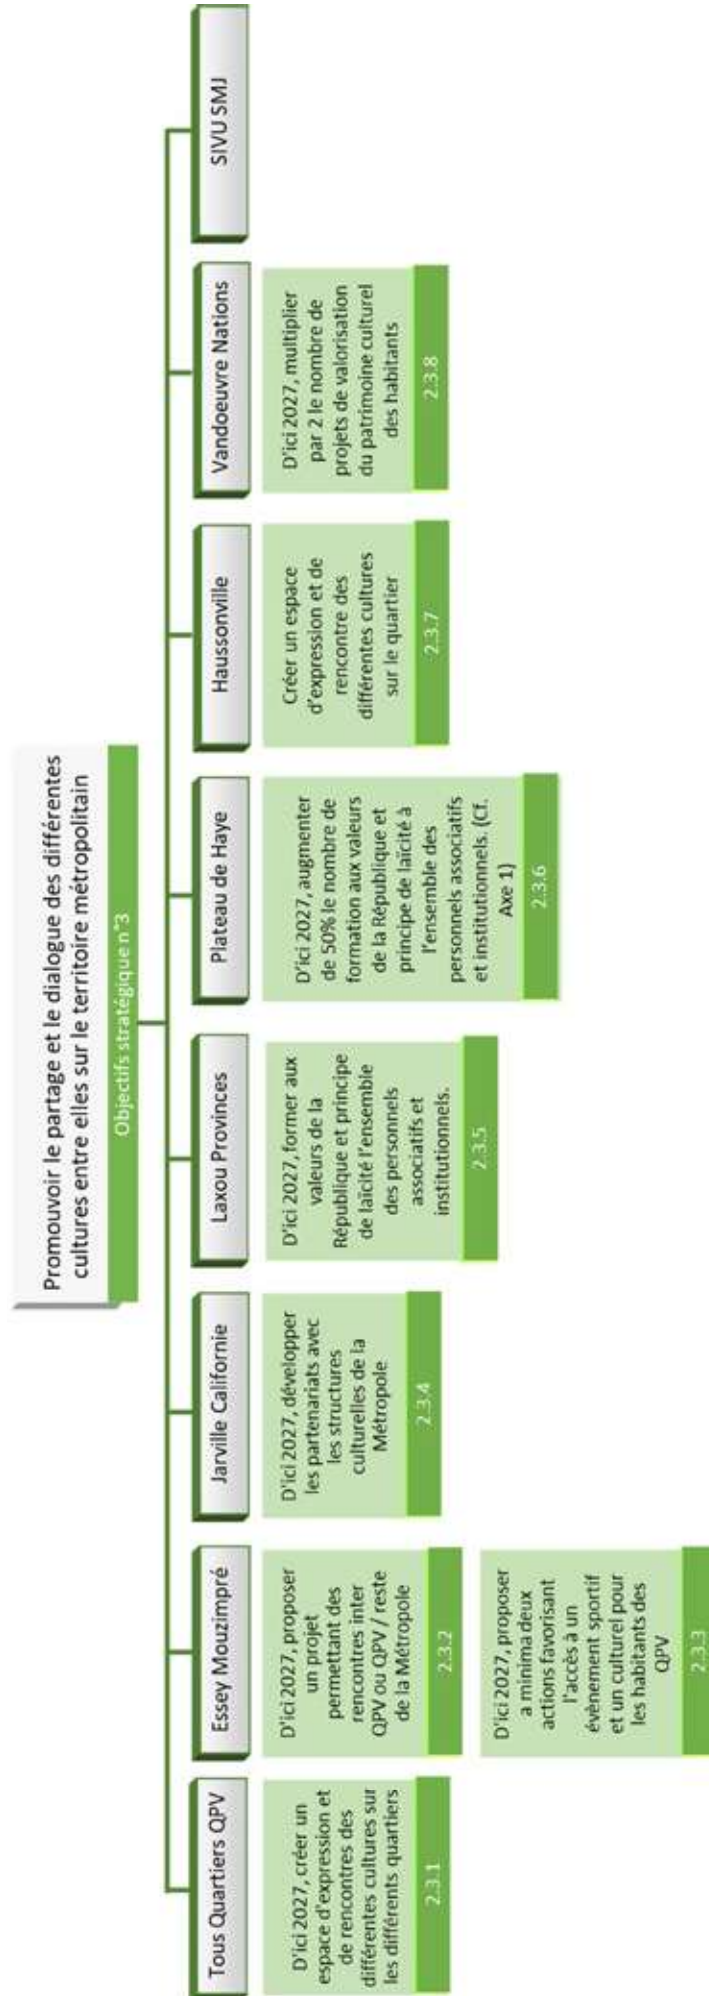 Promouvoir le partage et le dialogue des différentes
cultures entre elles sur le territoire métropolitain
Objectifs stratégique n°3
Tous Quartiers QPV
D'ici 2027, créer un
espace d'expression et
de rencontres des
différentes cultures sur
les différents quartiers
2.3.1
Essey Mouzimpré
D'ici 2027, proposer
un projet
permettant des
rencontres inter
QPV ou QPV / reste
de la Métropole
2.3.2
D'ici 2027, proposer
a minima deux
actions favorisant
l'accès à un
évènement sportif
et un culturel pour
les habitants des
QPV
2.3.3
Jarville Californie
D'ici 2027, développer
les partenariats avec
les structures
culturelles de la
Métropole
2.3.4
Laxou Provinces
D'ici 2027, former aux
valeurs de la
République et principe
de laïcité l'ensemble
des personnels
associatifs et
institutionnels.
2.3.5
Plateau de Haye
D'ici 2027, augmenter
de 50% le nombre de
formation aux valeurs
de la République et
principe de laïcité à
l'ensemble des
personnels associatifs
et institutionnels. (Cf.
Axe 1)
2.3.6
Haussonville
Créer un espace
d'expression et de
rencontre des
différentes cultures
sur le quartier
2.3.7
Vandoeuvre Nations
D'ici 2027, multiplier
par 2 le nombre de
projets de valorisation
du patrimoine culturel
des habitants
2.3.8
SIVU SMJ